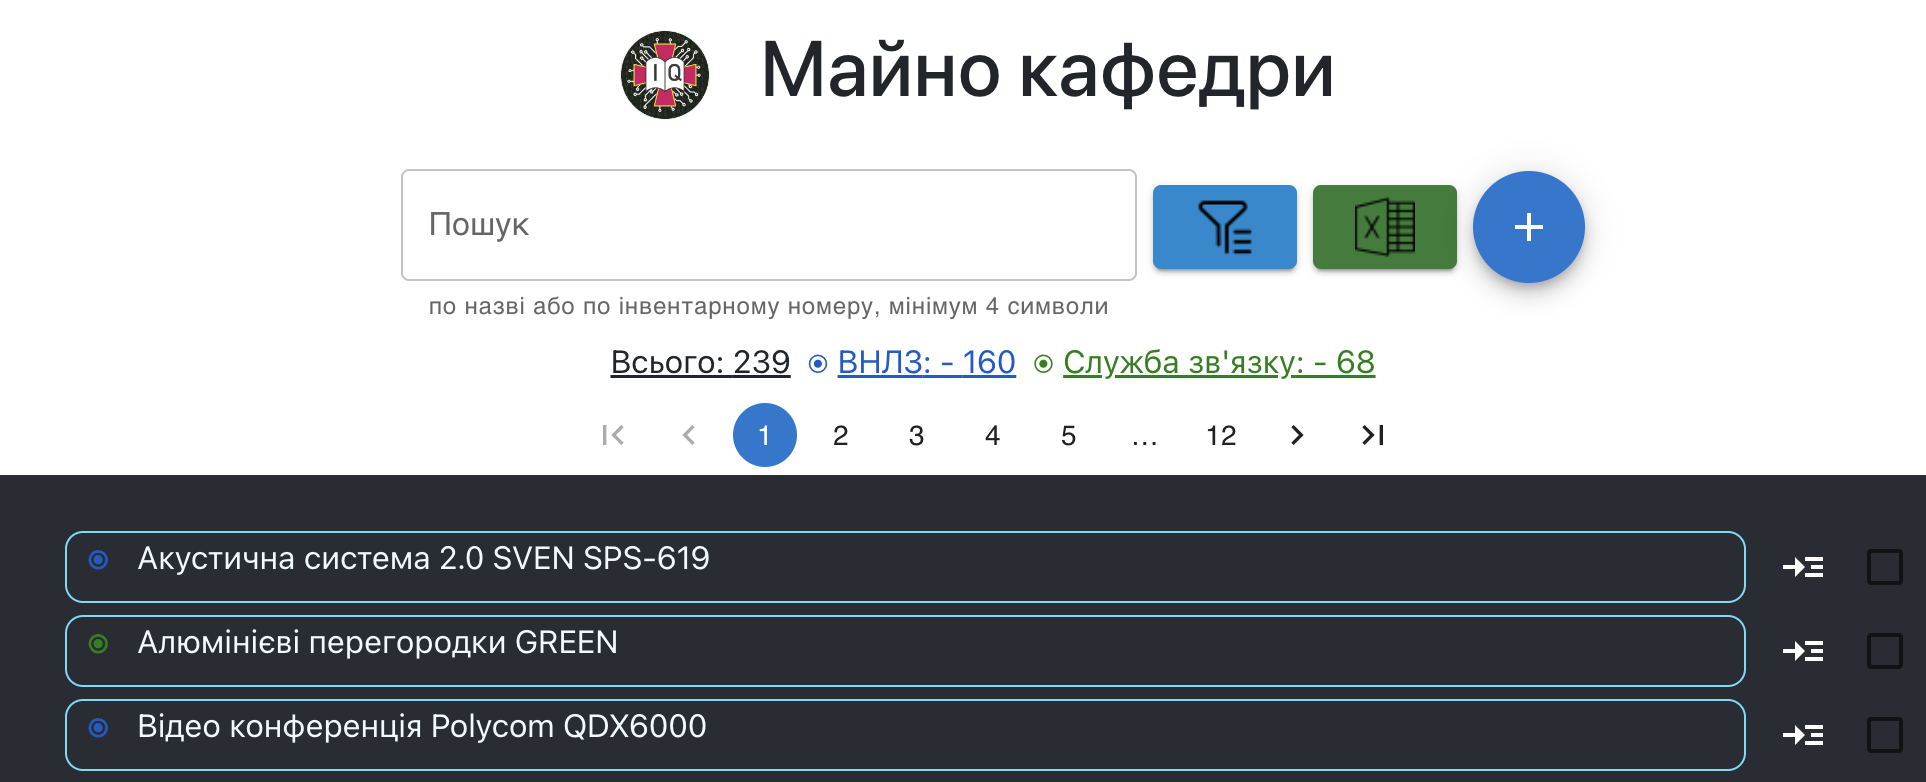 IQ
Майно кафедри
Пошук
X
+
по назві або по інвентарному номеру, мінімум 4 символи
Всього: 239 ВНЛЗ: - 160 Служба зв'язку: - 68
1 2 3 4 5 ... 12
Акустична система 2.0 SVEN SPS-619
Алюмінієві перегородки GREEN
Відео конференція Polycom QDX6000